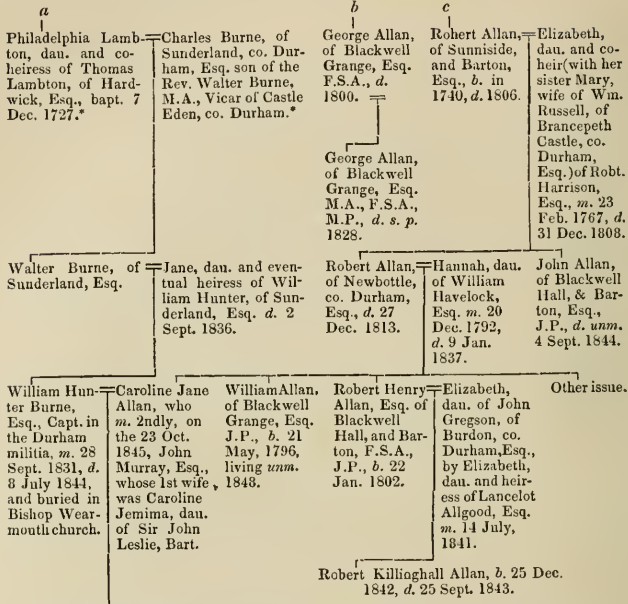 a
b
c
Philadelphia Lamb-
ton, dau. and co-
heiress of Thomas
Lambton, of Hard-
wick, Esq., bapt. 7
Dec. 1727.*
Charles Burne, of
Sunderland, co. Dur-
ham, Esq. son of the
Rev. Walter Burne,
M.A., Vicar of Castle
Eden, co. Durham.*
George Allan,
of Blackwell
Grange, Esq.
F.S.A., d.
1800.
Robert Allan,
of Sunniside,
and Barton,
Esq., b. in
1740, d. 1806.
Elizabeth,
dau. and co-
heir (with her
sister Mary,
wife of Wm.
Russell, of
Brancepeth
Castle, co.
Durham,
Esq.) of Robt.
Harrison,
Esq., m. 23
Feb. 1767, d.
31 Dec. 1808.
George Allan,
of Blackwell
Grange, Esq.
M.A., F.S.A.,
M.P., d. s. p.
1828.
Walter Burne, of
Sunderland, Esq.
Jane, dau. and even-
tual heiress of Wil-
liam Hunter, of Sun-
derland, Esq. d. 2
Sept. 1836.
Robert Allan,
of Newbottle,
co. Durham,
Esq., d. 27
Dec. 1813.
Hannah, dau.
of William
Havelock,
Esq. m. 20
Dec. 1792,
d. 9 Jan.
1837.
John Allan,
of Blackwell
Hall, & Bar-
ton, Esq.,
J.P., d. unm.
4 Sept. 1844.
William Hun-
ter Burne,
Esq., Capt. in
the Durham
militia, m. 28
Sept. 1831, d.
8 July 1844,
and buried in
Bishop Wear-
mouth church.
Caroline Jane
Allan, who
m. 2ndly, on
the 23 Oct.
1845, John
Murray, Esq.,
whose 1st wife
was Caroline
Jemima, dau.
of Sir John
Leslie, Bart.
William Allan,
of Blackwell
Grange, Esq.
J.P., b. 21
May, 1796,
living unm.
1848.
Robert Henry
Allan, Esq. of
Blackwell
Hall, and Bar-
ton, F.S.A.,
J.P., b. 22
Jan. 1802.
Elizabeth,
dau. of John
Gregson, of
Burdon, co.
Durham, Esq.,
by Elizabeth,
dau. and heir-
ess of Lancelot
Allgood, Esq.
m. 14 July,
1841.
Other issue.
Robert Killinghall Allan, b. 25 Dec.
1842, d. 25 Sept. 1843.